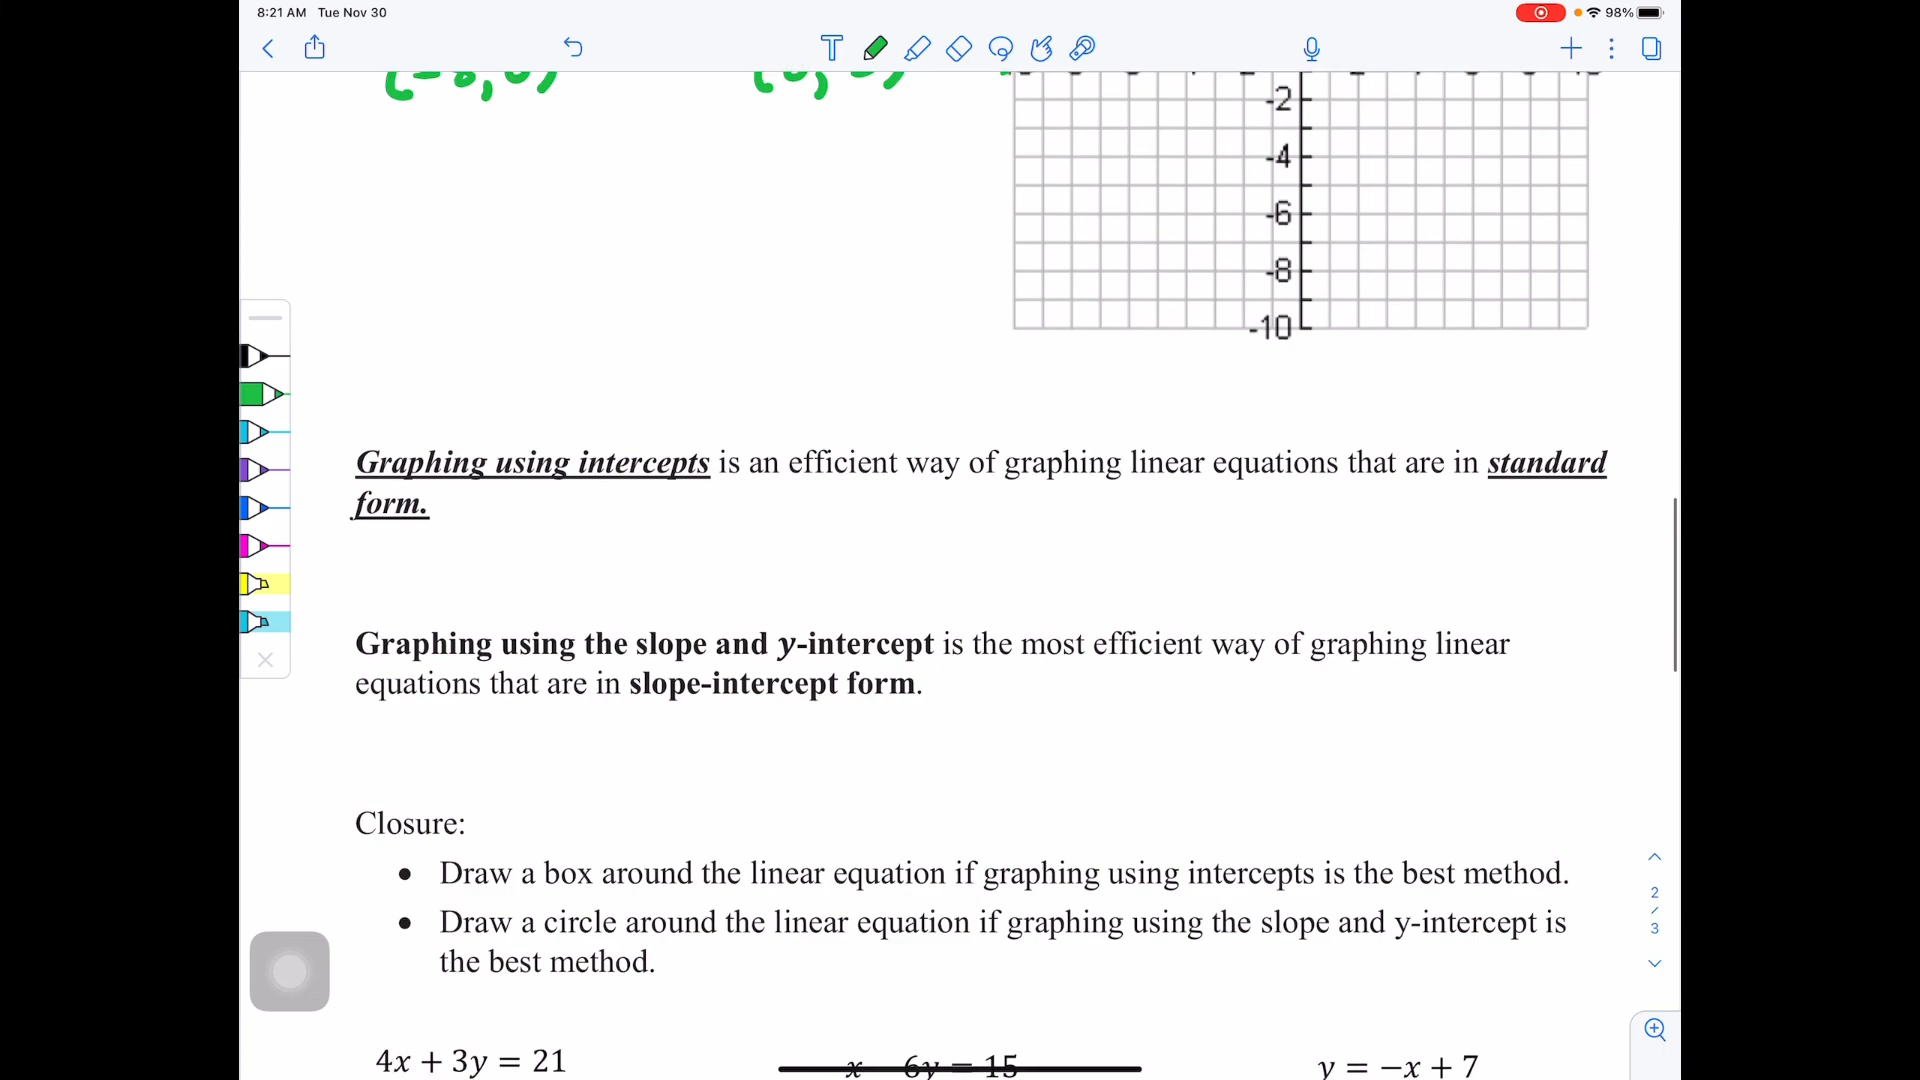 8:21 AM Tue Nov 30
98%
-2
-4
-6
-8
-10
Graphing using intercepts is an efficient way of graphing linear equations that are in standard
form.
Graphing using the slope and y-intercept is the most efficient way of graphing linear
equations that are in slope-intercept form.
Closure:
• Draw a box around the linear equation if graphing using intercepts is the best method.
• Draw a circle around the linear equation if graphing using the slope and y-intercept is
the best method.
2
/
3
4x + 3y = 21
y = −x + 7